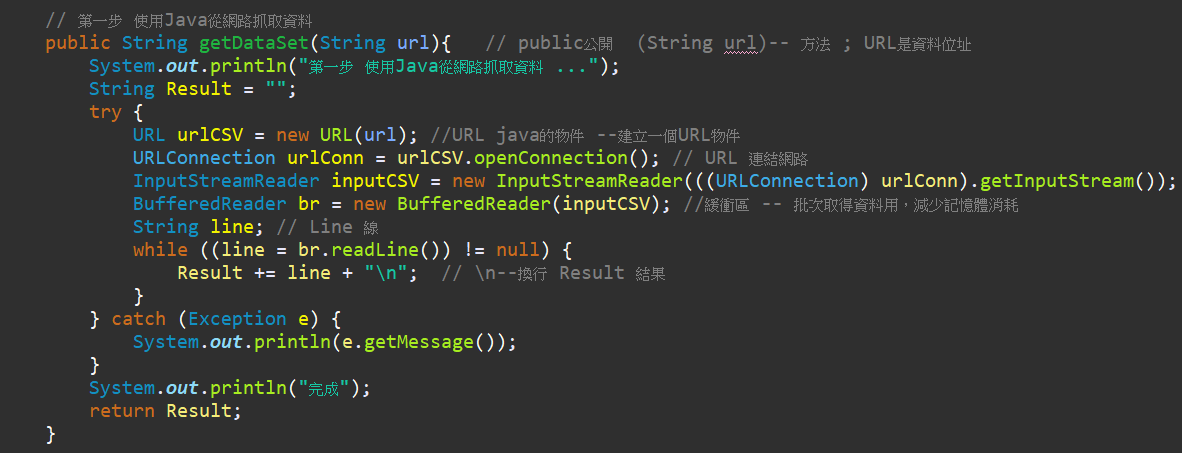 // 第一步 使用Java從網路抓取資料
public String getDataSet(String url){   // public公開  (String url)-- 方法 ; URL是資料位址
    System.out.println("第一步 使用Java從網路抓取資料 ...");
    String Result = "";
    try {
        URL urlCSV = new URL(url); //URL java的物件 --建立一個URL物件
        URLConnection urlConn = urlCSV.openConnection(); // URL 連結網路
        InputStreamReader inputCSV = new InputStreamReader(((URLConnection) urlConn).getInputStream());
        BufferedReader br = new BufferedReader(inputCSV); //緩衝區 -- 批次取得資料用，減少記憶體消耗
        String line; // Line 線
        while ((line = br.readLine()) != null) {
            Result += line + "\n";  // \n--換行 Result 結果
        }
    } catch (Exception e) {
        System.out.println(e.getMessage());
    }
    System.out.println("完成");
    return Result;
}